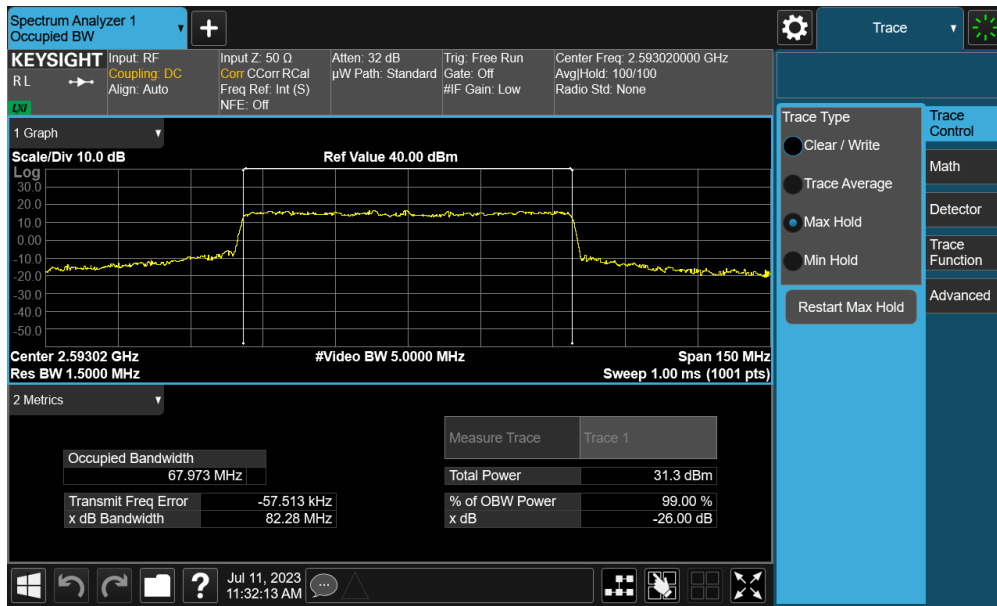 Spectrum Analyzer 1
Occupied BW
Trace
KEYSIGHT
R L
LXI
Input: RF
Coupling: DC
Align: Auto
Input Z: 50 Ω
Corr CCorr RCal
Freq Ref: Int (S)
NFE: Off
Atten: 32 dB
µW Path: Standard
Trig: Free Run
Gate: Off
#IF Gain: Low
Center Freq: 2.593020000 GHz
Avg|Hold: 100/100
Radio Std: None
1 Graph
Scale/Div 10.0 dB
Ref Value 40.00 dBm
Log
30.0
20.0
10.0
0.00
-10.0
-20.0
-30.0
-40.0
-50.0
Center 2.59302 GHz
#Video BW 5.0000 MHz
Span 150 MHz
Res BW 1.5000 MHz
Sweep 1.00 ms (1001 pts)
2 Metrics
Measure Trace
Trace 1
Occupied Bandwidth
67.973 MHz
Total Power
31.3 dBm
Transmit Freq Error
-57.513 kHz
% of OBW Power
99.00 %
x dB Bandwidth
82.28 MHz
x dB
-26.00 dB
Trace Type
Clear / Write
Trace Average
Max Hold
Min Hold
Restart Max Hold
Trace
Control
Math
Detector
Trace
Function
Advanced
?
Jul 11, 2023
11:32:13 AM